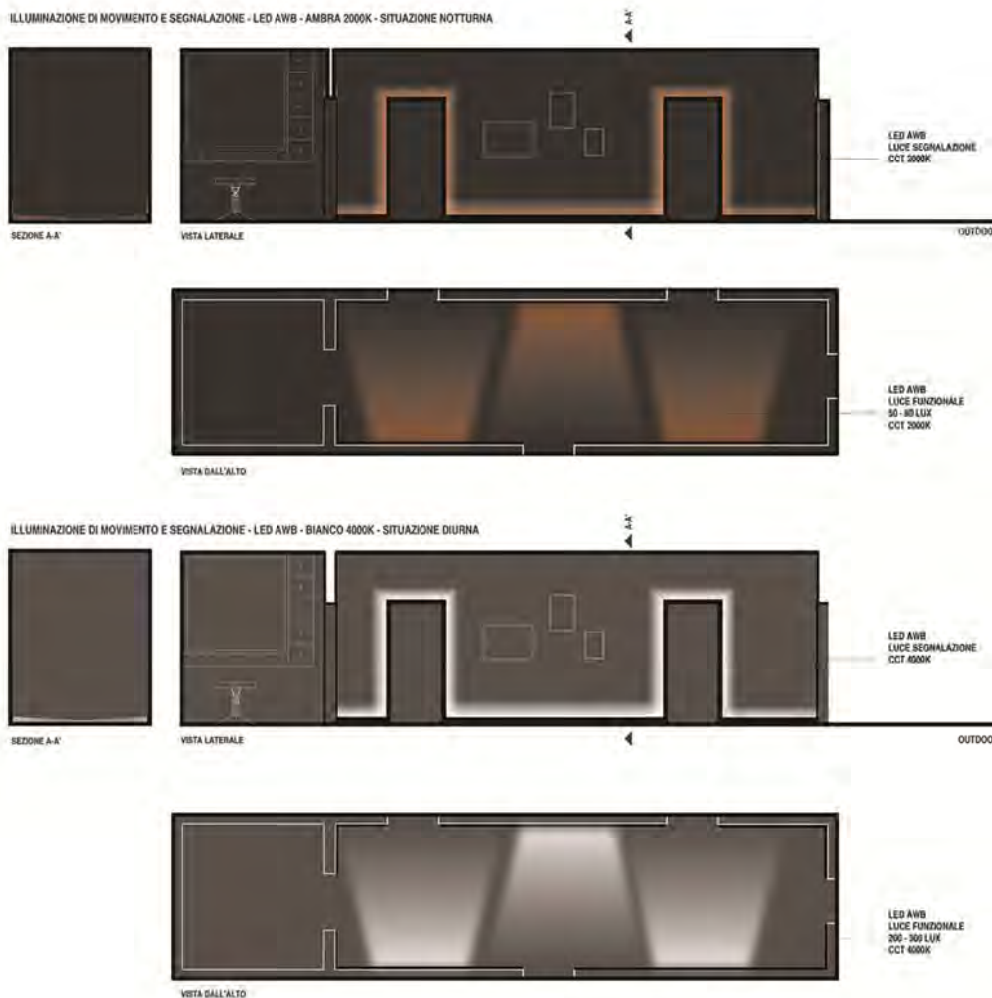 ILLUMINAZIONE DI MOVIMENTO E SEGNALAZIONE - LED AWB - AMBRA 2000K - SITUAZIONE NOTTURNA
A-A'
LED AWB
LUCE SEGNALAZIONE
CCT 2000K
SEZIONE A-A'
VISTA LATERALE
OUTDOO
LED AWB
LUCE FUNZIONALE
50 - 80 LUX
CCT 2000K
VISTA DALL'ALTO
ILLUMINAZIONE DI MOVIMENTO E SEGNALAZIONE - LED AWB - BIANCO 4000K - SITUAZIONE DIURNA
A-A'
LED AWB
LUCE SEGNALAZIONE
CCT 4000K
SEZIONE A-A'
VISTA LATERALE
OUTDOO
LED AWB
LUCE FUNZIONALE
200 - 300 LUX
CCT 4000K
VISTA DALL'ALTO